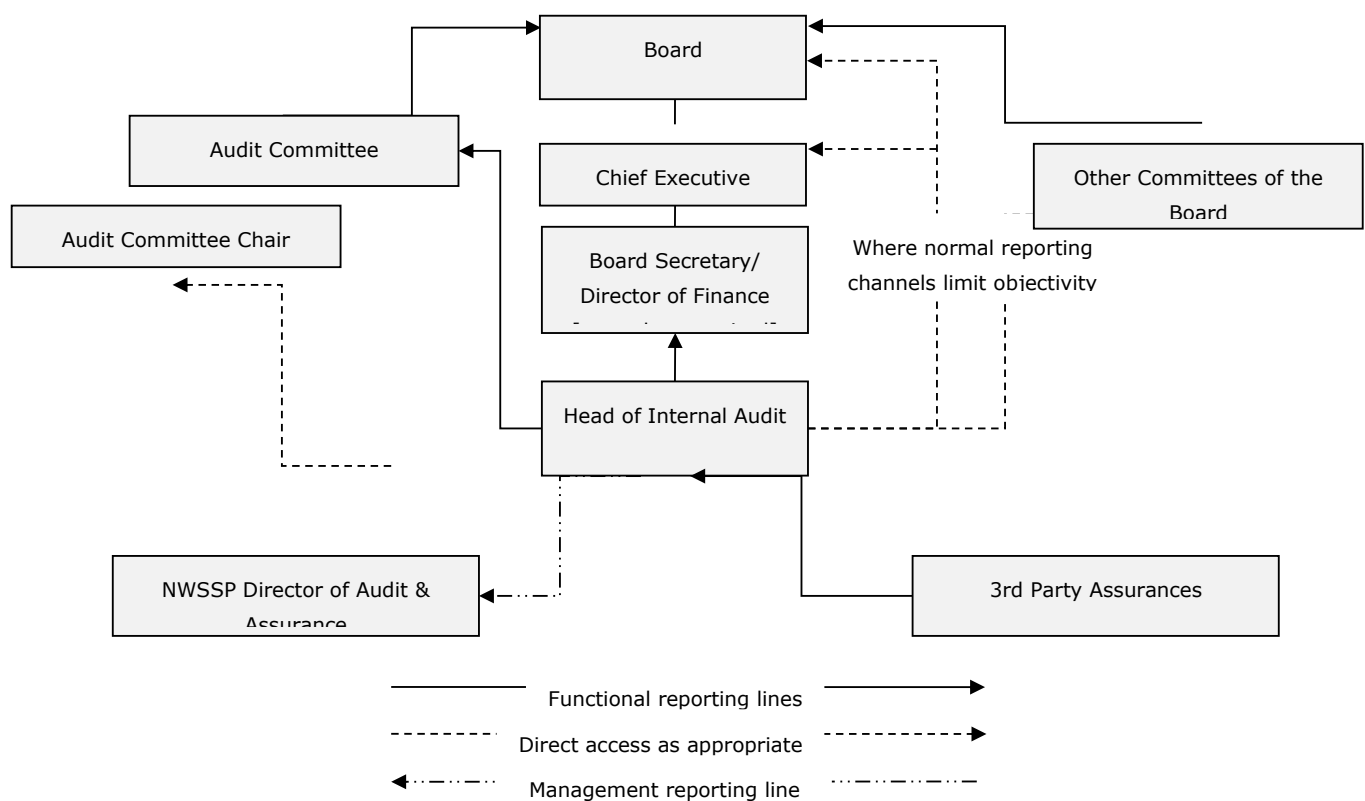 Board
Audit Committee
Chief Executive
Other Committees of the
Board
Audit Committee Chair
Board Secretary/
Director of Finance
Where normal reporting
channels limit objectivity
Head of Internal Audit
NWSSP Director of Audit &
Assurance
3rd Party Assurances
Functional reporting lines
Direct access as appropriate
Management reporting line